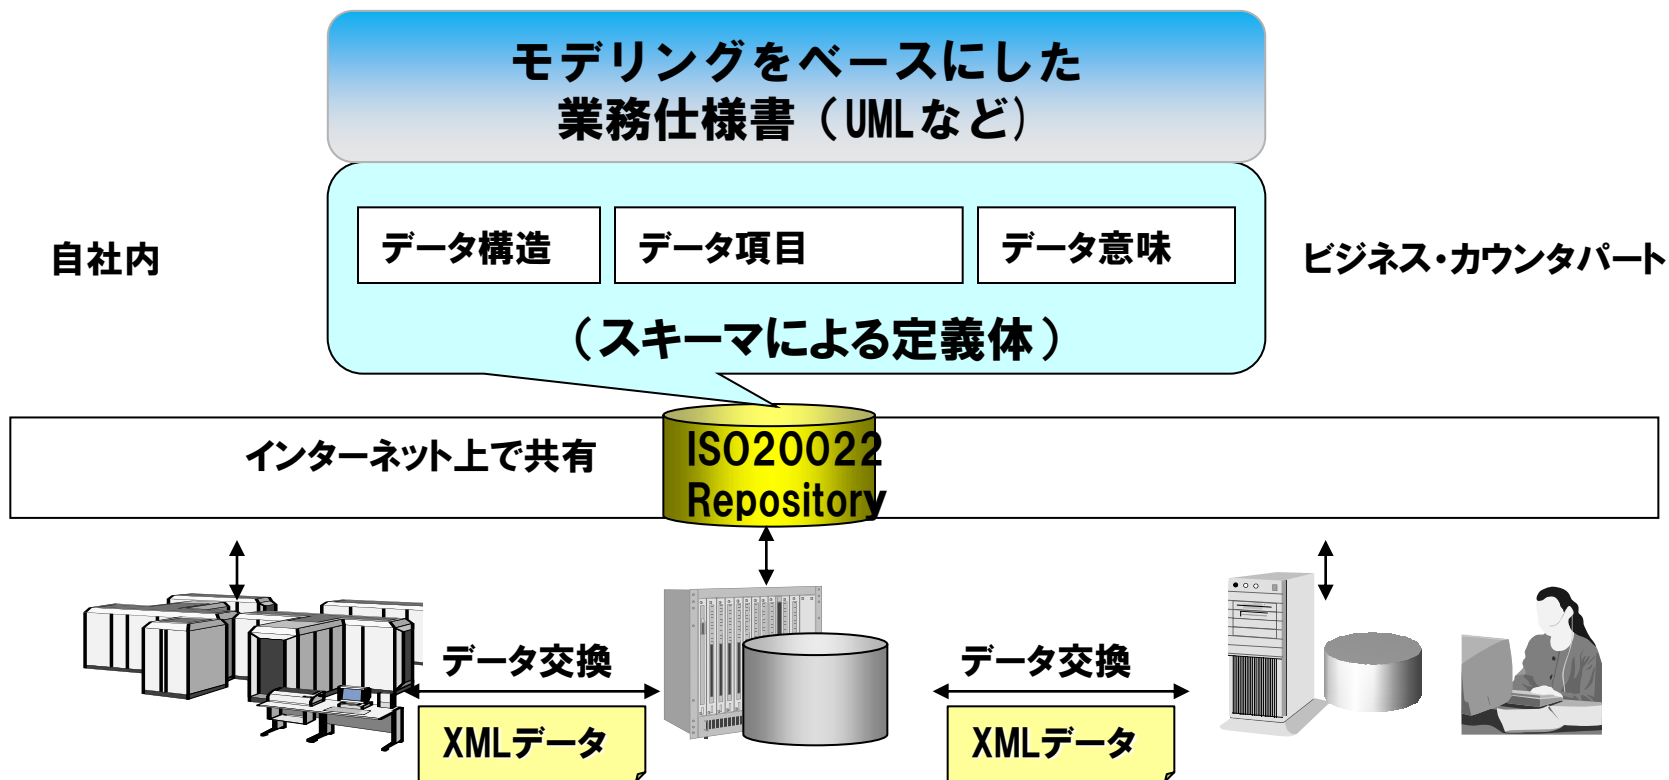 モデリングをベースにした
業務仕様書（UMLなど）
データ構造
データ項目
データ意味
自社内
ビジネス・カウンタパート
（スキーマによる定義体）
インターネット上で共有
ISO20022
Repository
データ交換
データ交換
XMLデータ
XMLデータ